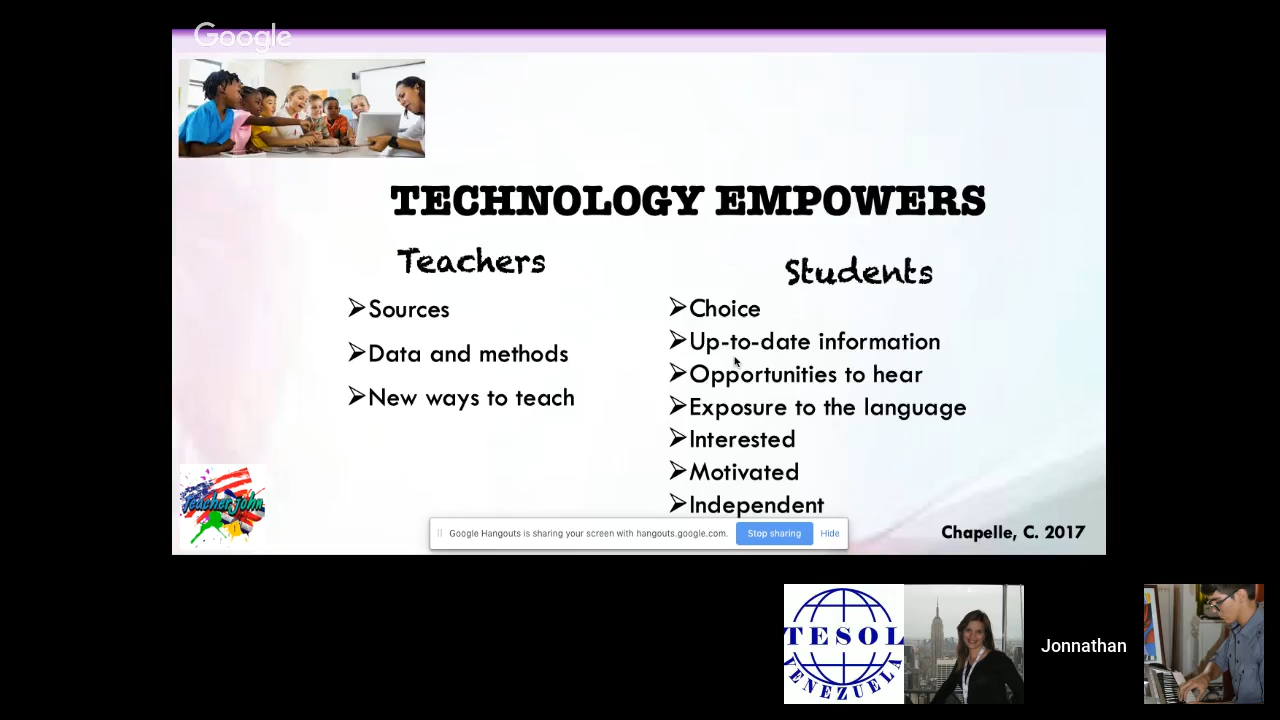 Google
TECHNOLOGY EMPOWERS
Teachers
➢Sources
➢Data and methods
➢New ways to teach
Students
➢Choice
➢Up-to-date information
➢Opportunities to hear
➢Exposure to the language
➢Interested
➢Motivated
➢Independent
Teacher John
Google Hangouts is sharing your screen with hangouts.google.com.
Stop sharing
Hide
Chapelle, C. 2017
TESOL
VENEZUELA
Jonnathan